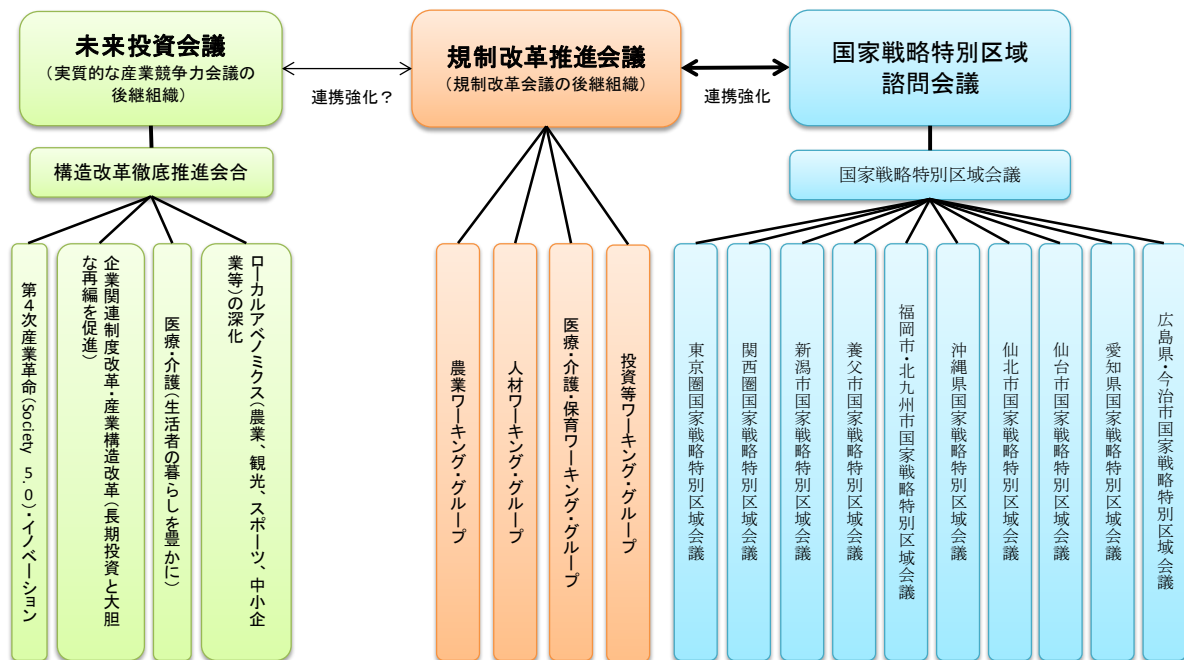 未来投資会議
(実質的な産業競争力会議の
後継組織)
連携強化?
規制改革推進会議
(規制改革会議の後継組織)
連携強化
国家戦略特別区域
諮問会議
構造改革徹底推進会合
国家戦略特別区域会議
第4次産業革命(Society 5.0)・イノベーション
企業関連制度改革・産業構造改革(長期投資と大胆
な再編を促進)
医療・介護(生活者の暮らしを豊かに)
ローカルアベノミクス(農業、観光、スポーツ、中小企
業等)の深化
農業ワーキング・グループ
人材ワーキング・グループ
医療・介護・保育ワーキング・グループ
投資等ワーキング・グループ
東京圏国家戦略特別区域会議
関西圏国家戦略特別区域会議
新潟市国家戦略特別区域会議
養父市国家戦略特別区域会議
福岡市・北九州市国家戦略特別区域会議
沖縄県国家戦略特別区域会議
仙北市国家戦略特別区域会議
仙台市国家戦略特別区域会議
愛知県国家戦略特別区域会議
広島県・今治市国家戦略特別区域会議